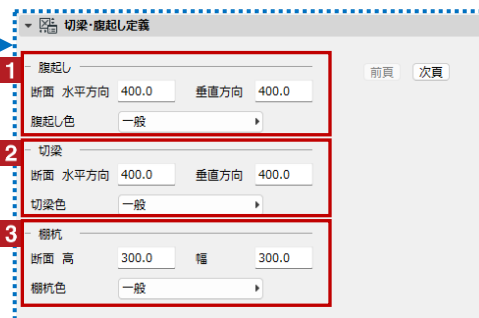 切梁・腹起し定義
1
腹起し
前頁 次頁
断面 水平方向 400.0 垂直方向 400.0
腹起し色 一般
2
切梁
断面 水平方向 400.0 垂直方向 400.0
切梁色 一般
3
棚杭
断面 高 300.0 幅 300.0
棚杭色 一般